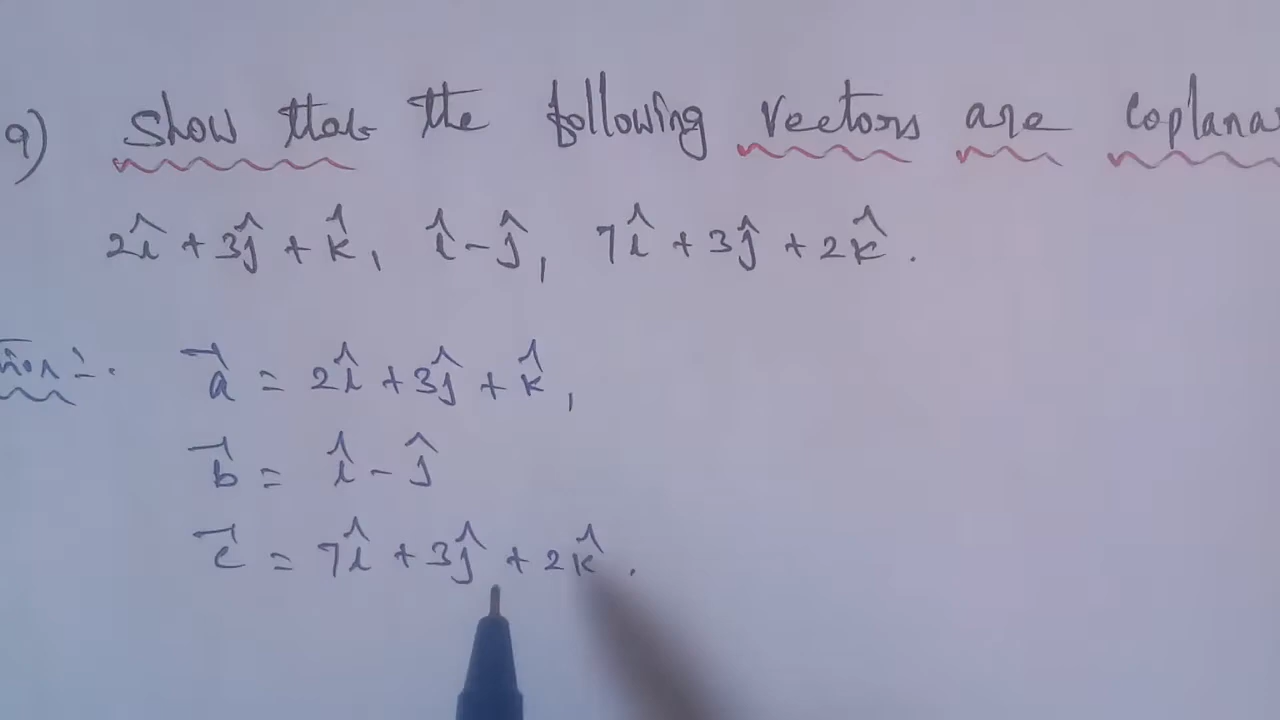 9) Show that the following vectors are coplana
2î + 3ĵ + k̂, î - ĵ, 7î + 3ĵ + 2k̂.
a⃗ = 2î + 3ĵ + k̂,
b⃗ = î - ĵ
c⃗ = 7î + 3ĵ + 2k̂.